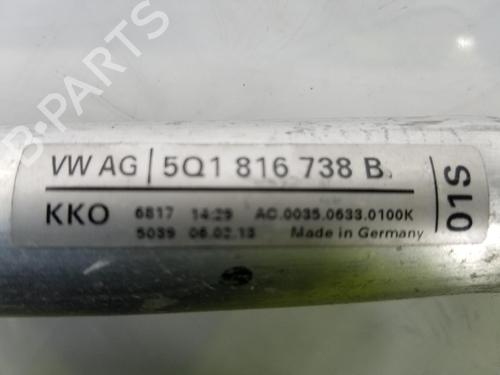 VW AG 5Q1 816 738 B
KKO 6817 14:29 AC.0035.0633.0100K
5039 06.02.13 Made in Germany
01S
B-PARTS